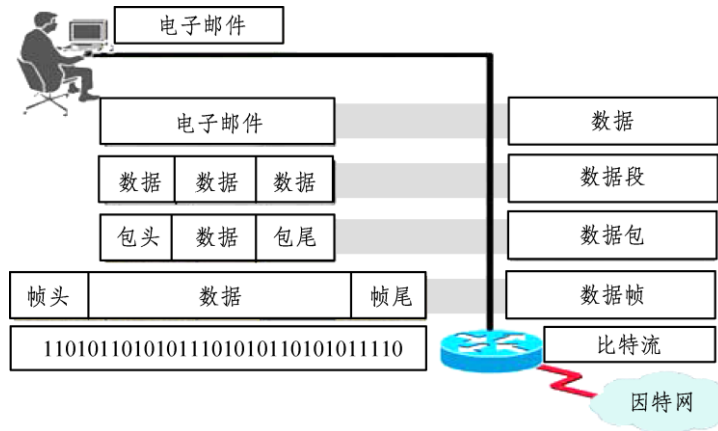 电子邮件
电子邮件 数据
数据 数据 数据 数据段
包头 数据 包尾 数据包
帧头 数据 帧尾 数据帧
1101011010101110101011010101​1110 比特流
因特网